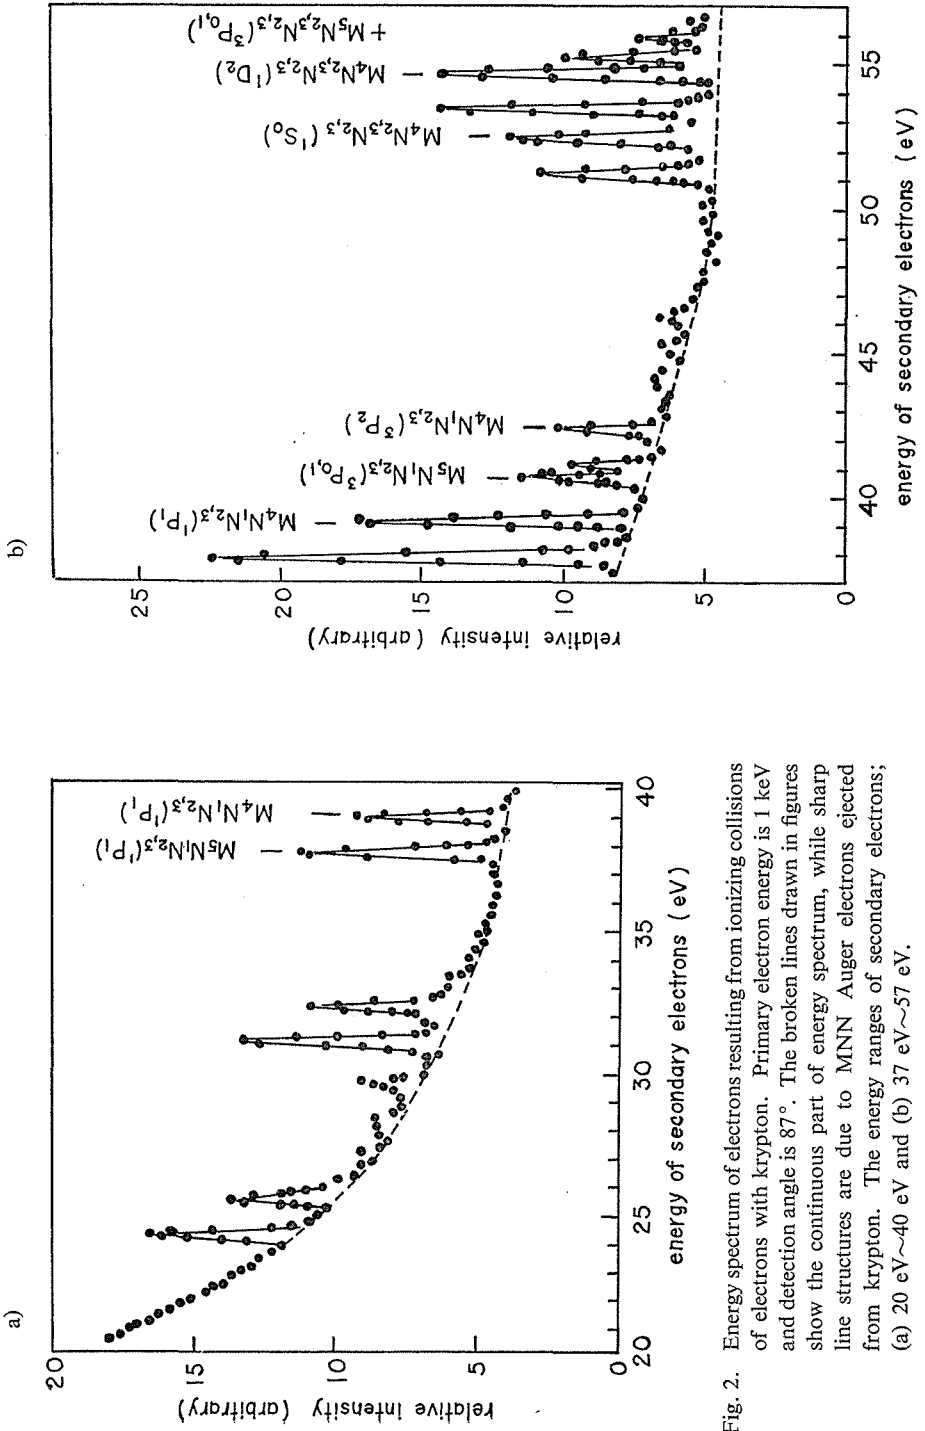 a)
20
15
10
5
0
relative intensity (arbitrary)
20
25
30
35
40
energy of secondary electrons (eV)
M₅N₁N₂,₃(¹P₁)
M₄N₁N₂,₃(¹P₁)
b)
25
20
15
10
5
0
relative intensity (arbitrary)
40
45
50
55
energy of secondary electrons (eV)
M₄N₁N₂,₃(¹P₁)
M₅N₁N₂,₃(³P₀,₁)
M₄N₁N₂,₃(³P₂)
M₄N₂,₃N₂,₃(¹S₀)
M₄N₂,₃N₂,₃(¹D₂)
+ M₅N₂,₃N₂,₃(³P₀,₁)
Fig. 2. Energy spectrum of electrons resulting from ionizing collisions
of electrons with krypton. Primary electron energy is 1 keV
and detection angle is 87°. The broken lines drawn in figures
show the continuous part of energy spectrum, while sharp
line structures are due to MNN Auger electrons ejected
from krypton. The energy ranges of secondary electrons;
(a) 20 eV~40 eV and (b) 37 eV~57 eV.